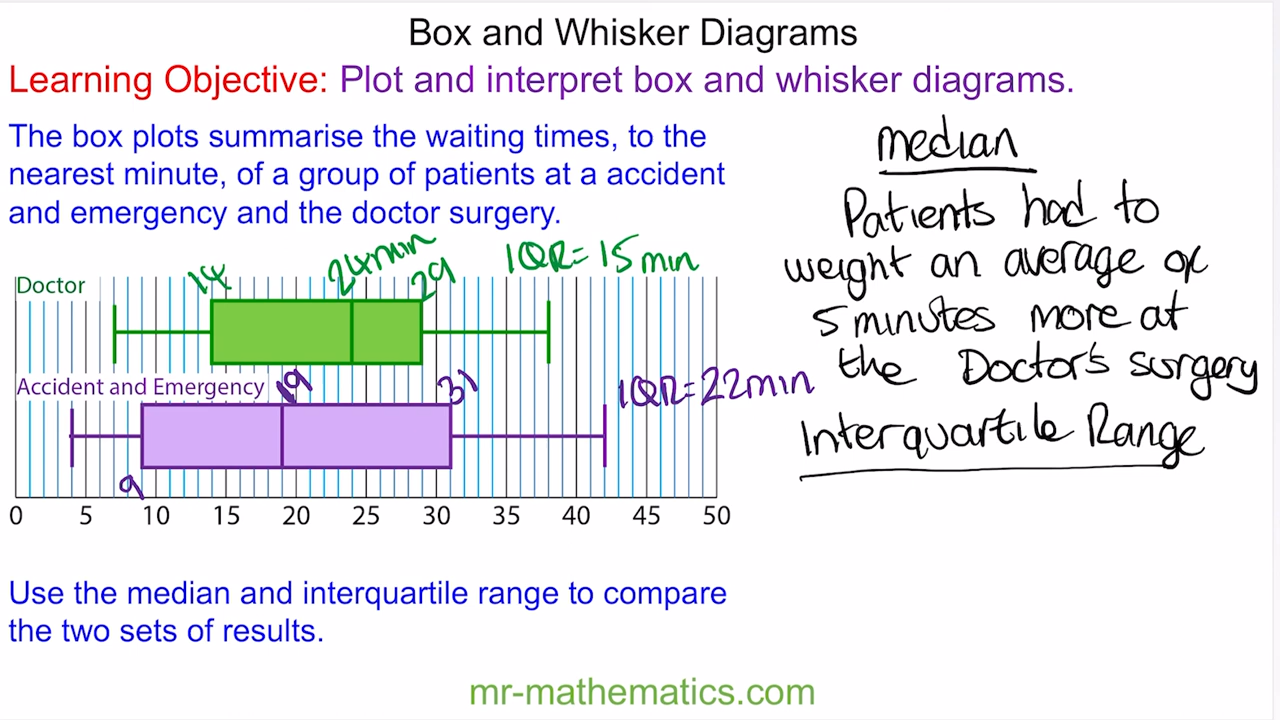 Box and Whisker Diagrams
Learning Objective: Plot and interpret box and whisker diagrams.
The box plots summarise the waiting times, to the
nearest minute, of a group of patients at a accident
and emergency and the doctor surgery.
median
Patients had to
weight an average of
5 minutes more at
the Doctor's surgery
Interquartile Range
14 24min 29 IQR=15min
Doctor
Accident and Emergency 19 31 IQR=22min
9
0 5 10 15 20 25 30 35 40 45 50
Use the median and interquartile range to compare
the two sets of results.
mr-mathematics.com